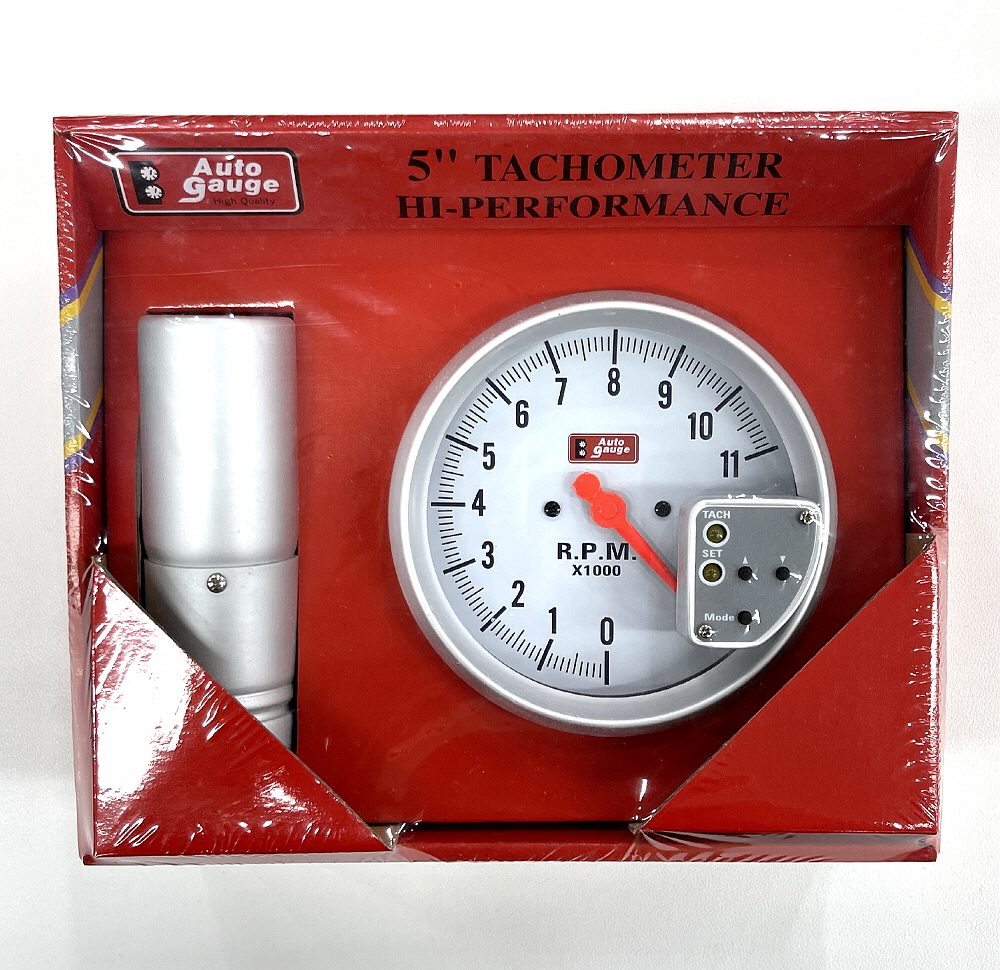 Auto
gauge
High Quality
5" TACHOMETER
HI-PERFORMANCE
8
7
9
6
10
5
11
Auto
gauge
4
TACH
R.P.M.
X1000
SET
3
2
Mode
1
0